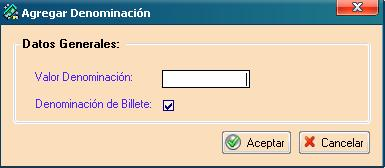 Agregar Denominación
Datos Generales:
Valor Denominación:
Denominación de Billete:
Aceptar
Cancelar